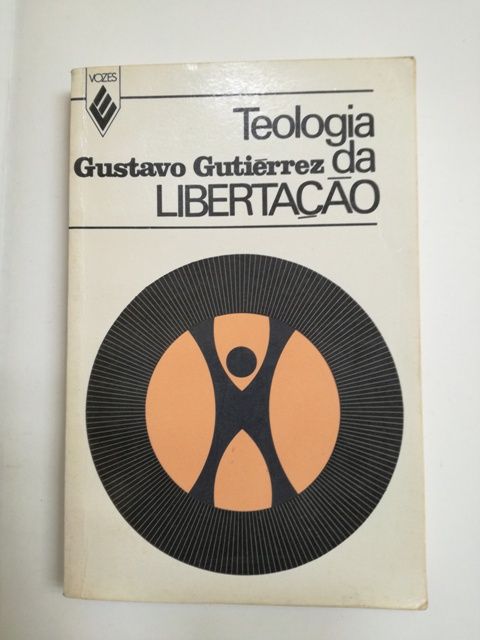 VOZES
Teologia
Gustavo Gutiérrez da
LIBERTAÇÃO